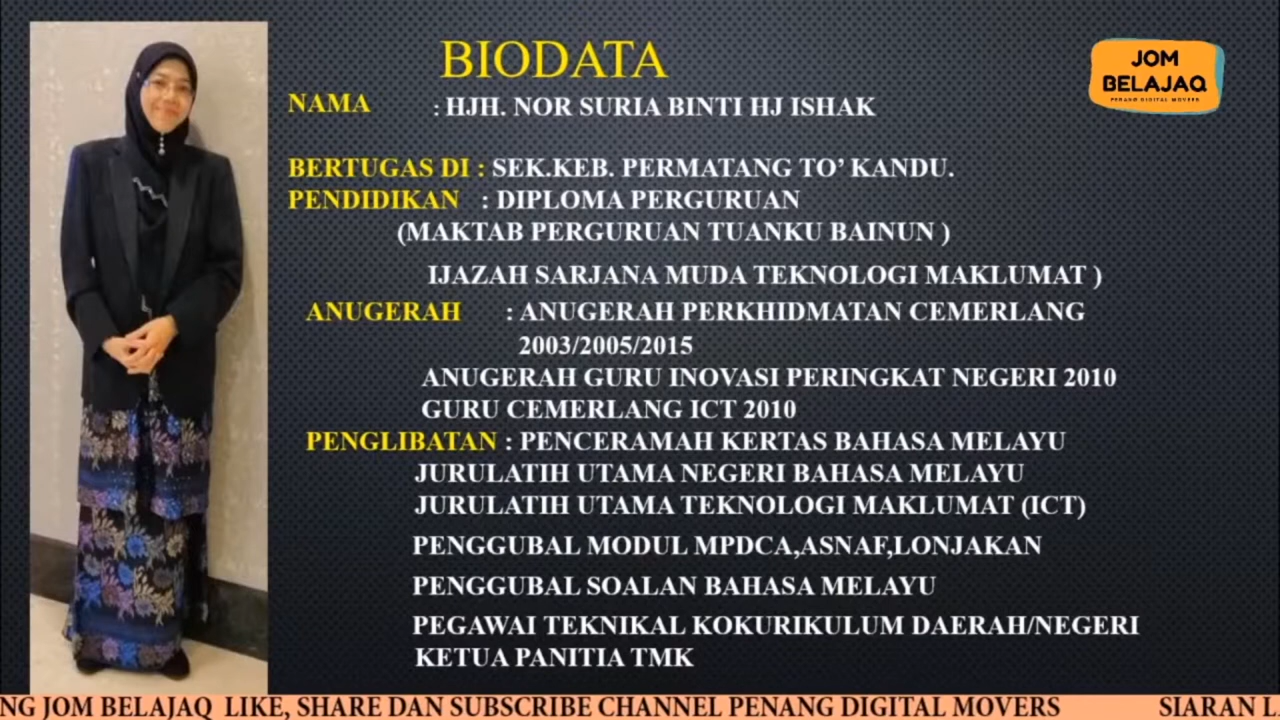 BIODATA
JOM
BELAJAQ
PENANG DIGITAL MOVERS
NAMA : HJH. NOR SURIA BINTI HJ ISHAK
BERTUGAS DI : SEK.KEB. PERMATANG TO’ KANDU.
PENDIDIKAN : DIPLOMA PERGURUAN
(MAKTAB PERGURUAN TUANKU BAINUN )
IJAZAH SARJANA MUDA TEKNOLOGI MAKLUMAT )
ANUGERAH : ANUGERAH PERKHIDMATAN CEMERLANG
2003/2005/2015
ANUGERAH GURU INOVASI PERINGKAT NEGERI 2010
GURU CEMERLANG ICT 2010
PENGLIBATAN : PENCERAMAH KERTAS BAHASA MELAYU
JURULATIH UTAMA NEGERI BAHASA MELAYU
JURULATIH UTAMA TEKNOLOGI MAKLUMAT (ICT)
PENGGUBAL MODUL MPDCA,ASNAF,LONJAKAN
PENGGUBAL SOALAN BAHASA MELAYU
PEGAWAI TEKNIKAL KOKURIKULUM DAERAH/NEGERI
KETUA PANITIA TMK
NG JOM BELAJAQ LIKE, SHARE DAN SUBSCRIBE CHANNEL PENANG DIGITAL MOVERS SIARAN L